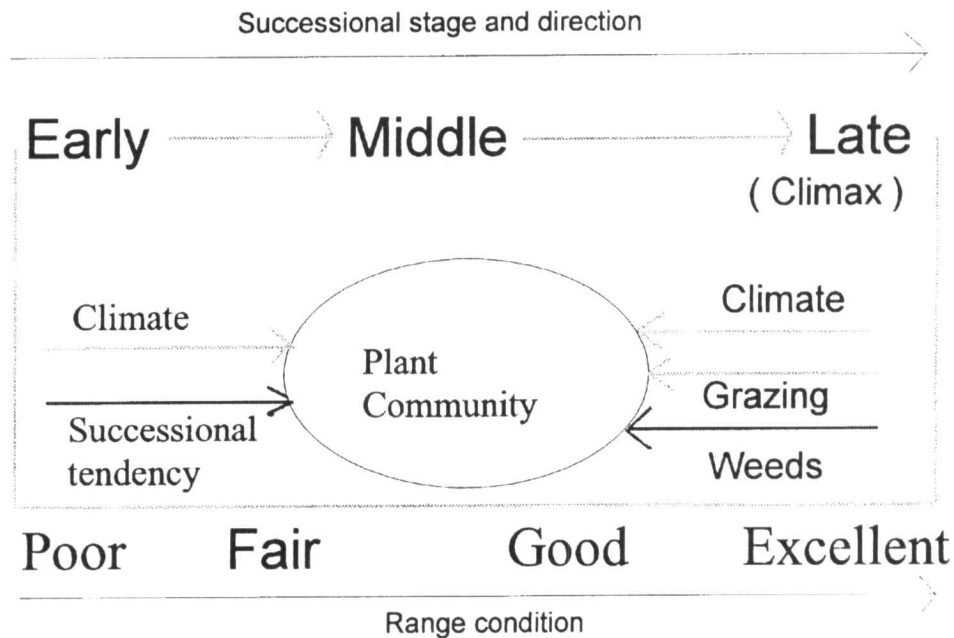 Successional stage and direction
Early Middle Late
( Climax )
Climate
Successional
tendency
Plant
Community
Climate
Grazing
Weeds
Poor Fair Good Excellent
Range condition